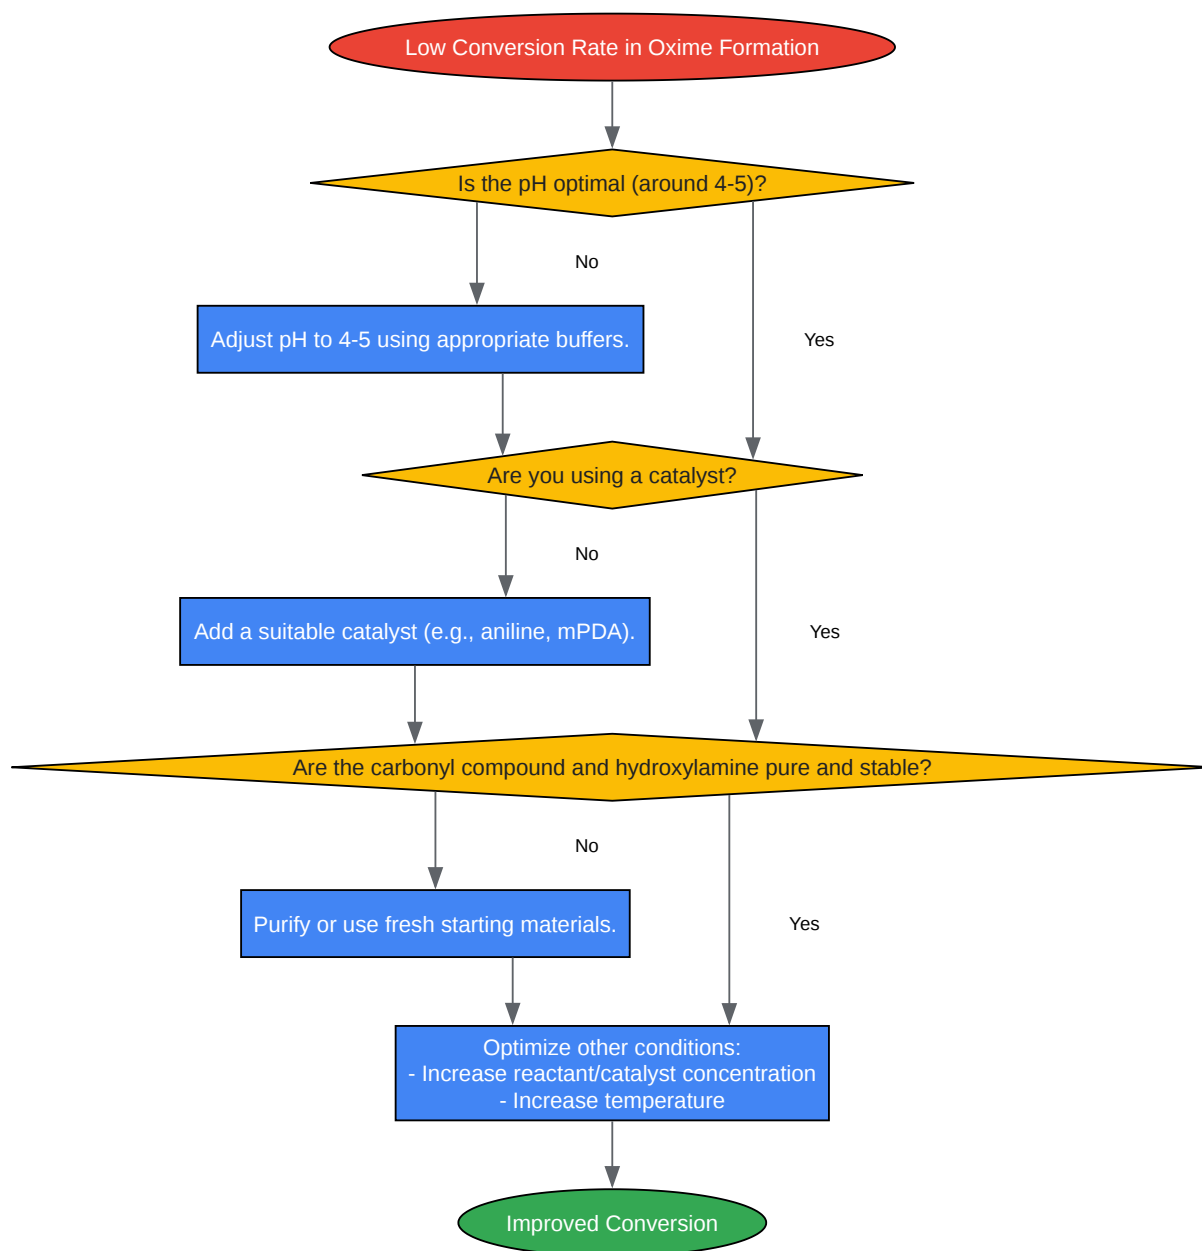 Low Conversion Rate in Oxime Formation
Is the pH optimal (around 4-5)?
No
Adjust pH to 4-5 using appropriate buffers.
Yes
Are you using a catalyst?
No
Add a suitable catalyst (e.g., aniline, mPDA).
Yes
Are the carbonyl compound and hydroxylamine pure and stable?
No
Purify or use fresh starting materials.
Yes
Optimize other conditions:
- Increase reactant/catalyst concentration
- Increase temperature
Improved Conversion